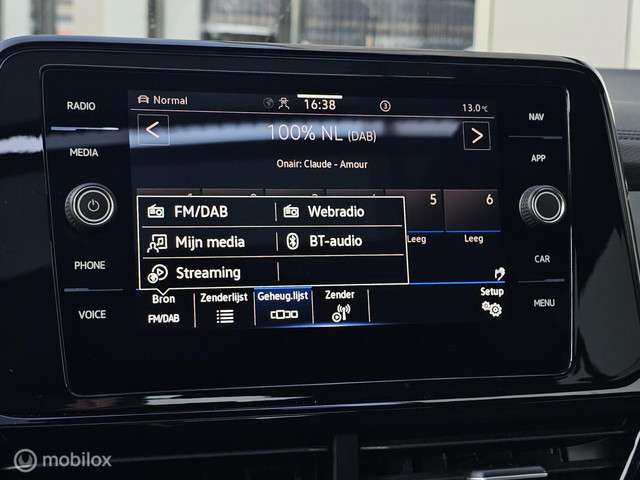 RADIO
MEDIA
PHONE
VOICE
Normal
16:38
3
13.0°C
100% NL (DAB)
Onair: Claude - Amour
5
6
Leeg
Leeg
FM/DAB
Webradio
Mijn media
BT-audio
Streaming
Bron
FM/DAB
Zenderlijst
Geheug.lijst
Zender
Setup
NAV
APP
CAR
MENU
mobilox